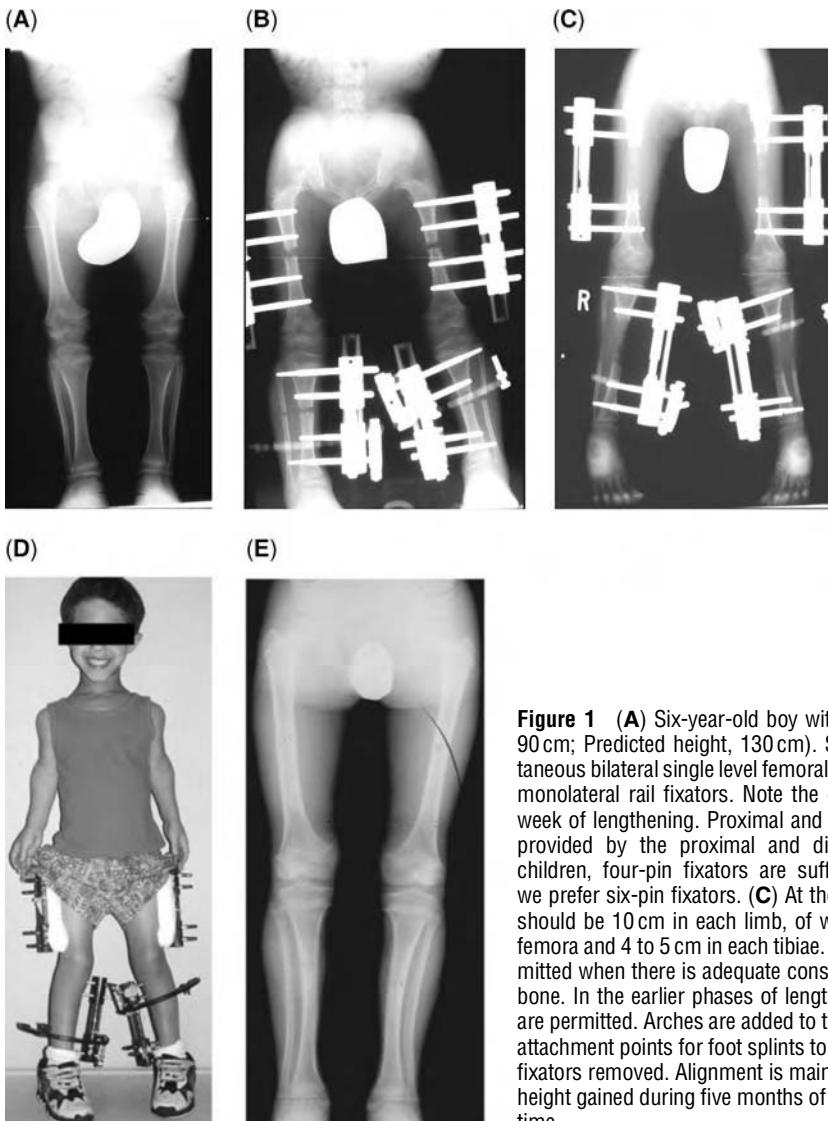 (A)
(B)
(C)
R
(D)
(E)
Figure 1 (A) Six-year-old boy wit
90 cm; Predicted height, 130 cm). S
taneous bilateral single level femoral
monolateral rail fixators. Note the
week of lengthening. Proximal and
provided by the proximal and di
children, four-pin fixators are suff
we prefer six-pin fixators. (C) At the
should be 10 cm in each limb, of w
femora and 4 to 5 cm in each tibiae.
mitted when there is adequate cons
bone. In the earlier phases of lengt
are permitted. Arches are added to t
attachment points for foot splints to
fixators removed. Alignment is main
height gained during five months of
time